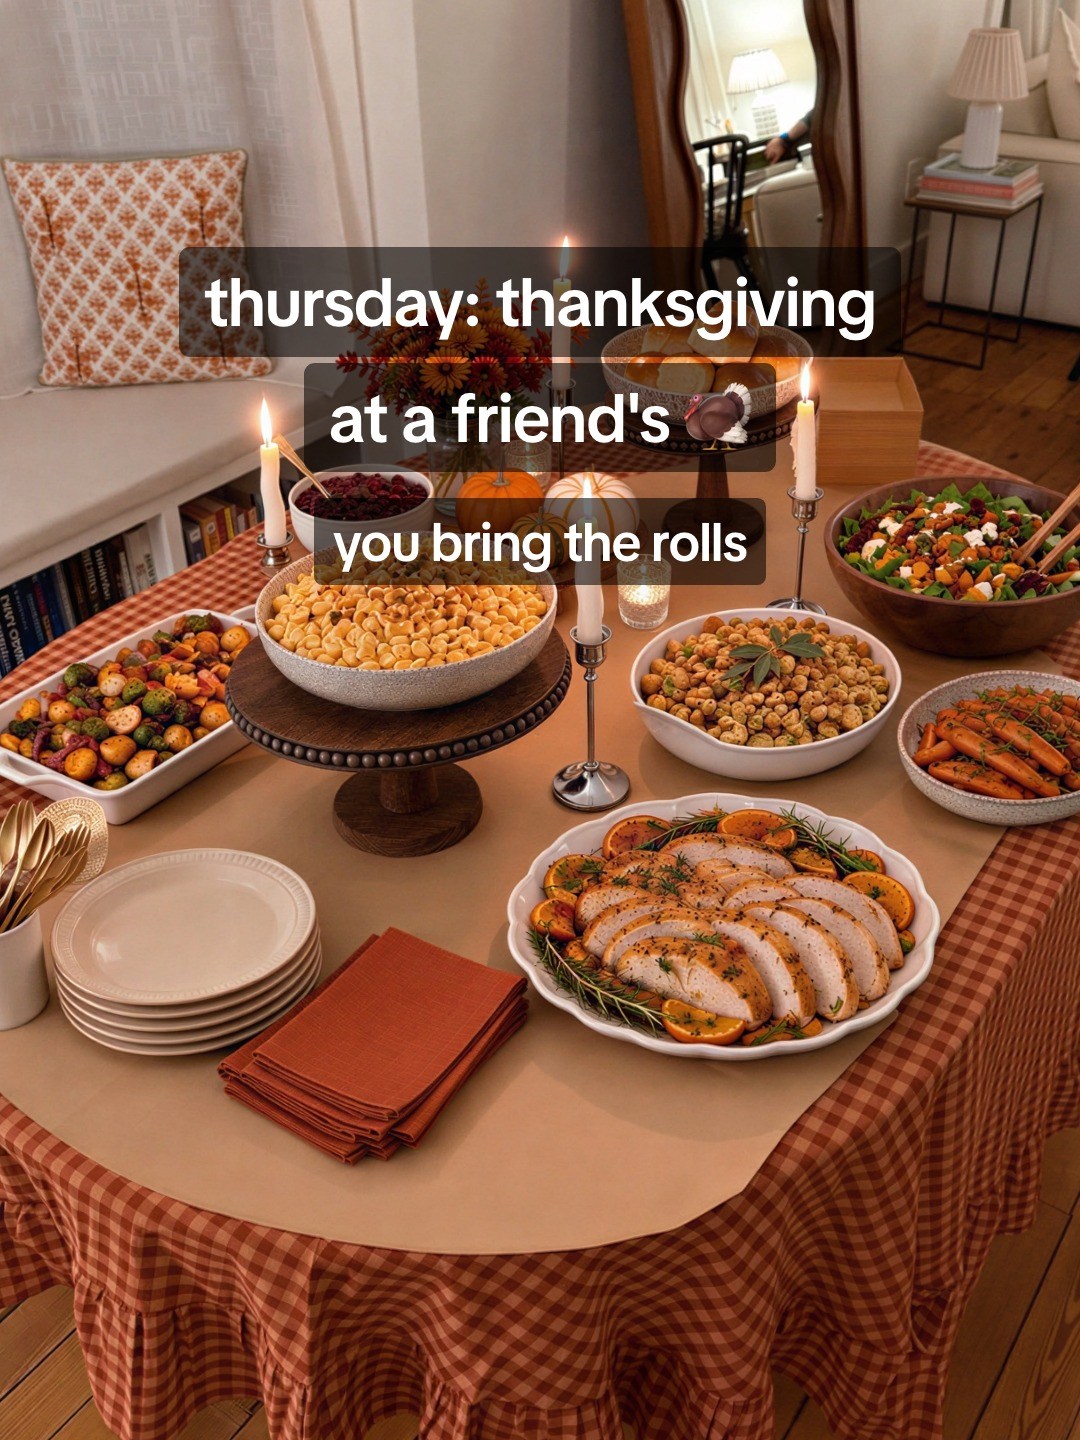 thursday: thanksgiving
at a friend's 🦃
you bring the rolls